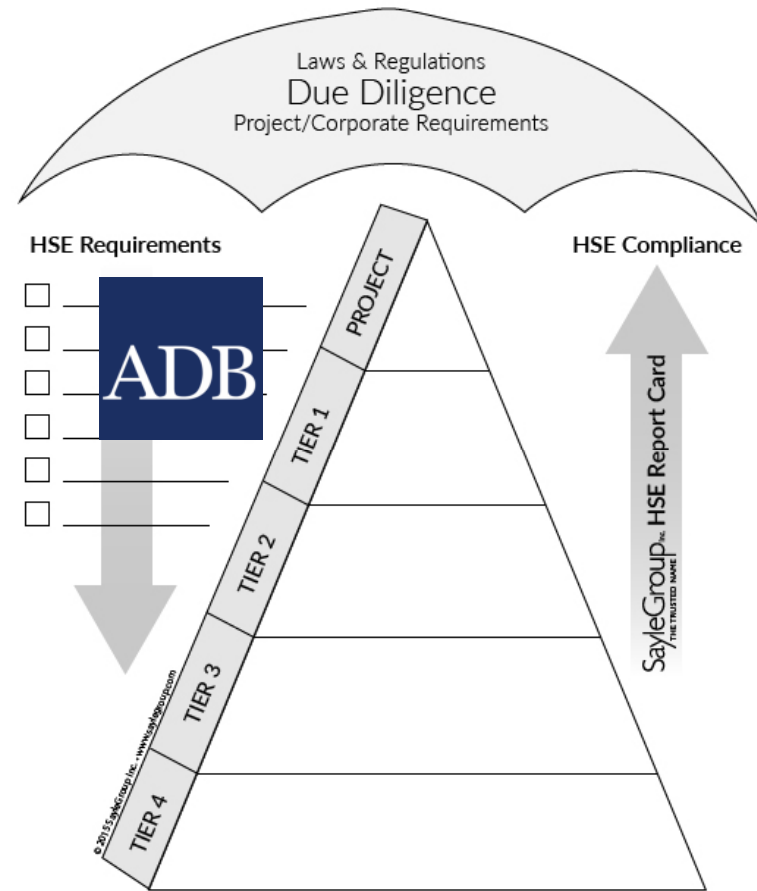 Laws & Regulations
Due Diligence
Project/Corporate Requirements
HSE Requirements
HSE Compliance
ADB
PROJECT
TIER 1
TIER 2
TIER 3
TIER 4
SayleGroup Inc. HSE Report Card
THE TRUSTED NAME
© 2015 SayleGroup Inc. - www.saylegroup.com